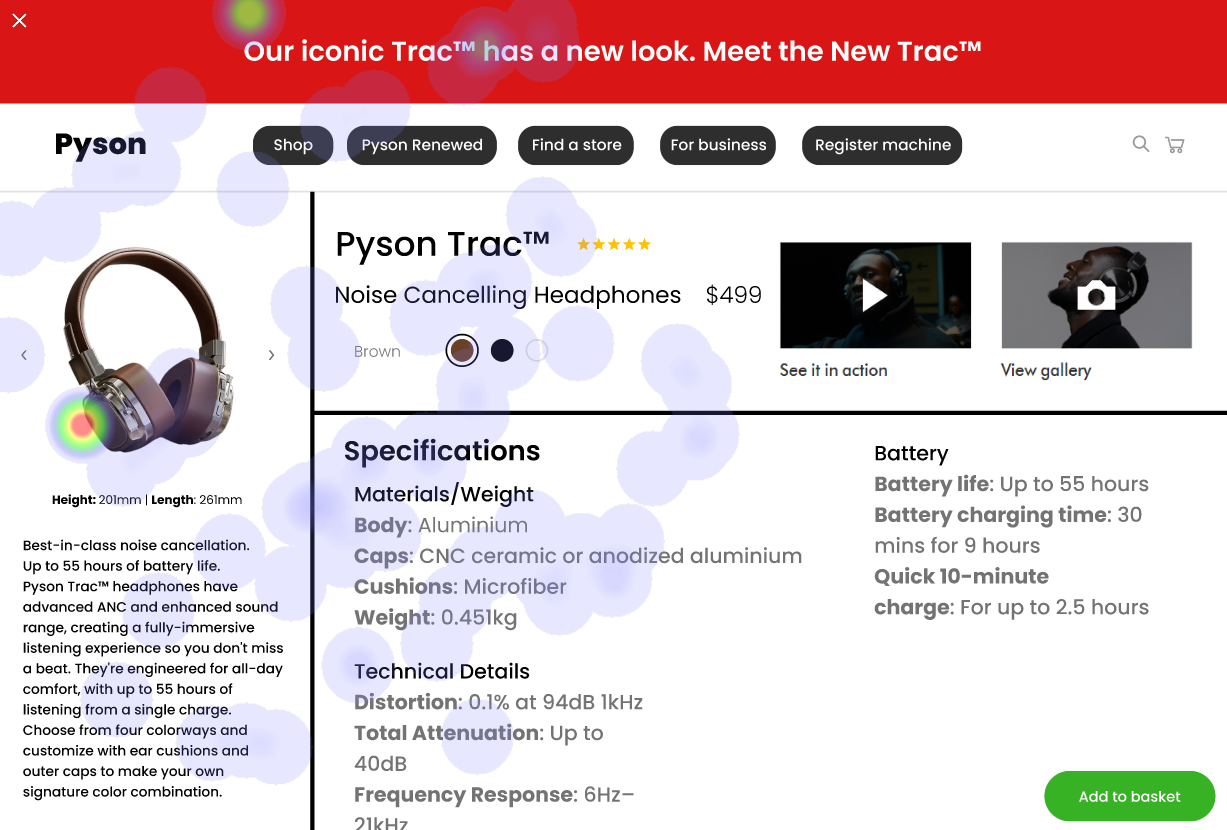 Our iconic Trac™ has a new look. Meet the New Trac™
Pyson
Shop
Pyson Renewed
Find a store
For business
Register machine
Pyson Trac™
Noise Cancelling Headphones $499
Brown
See it in action
View gallery
Height: 201mm | Length: 261mm
Best-in-class noise cancellation.
Up to 55 hours of battery life.
Pyson Trac™ headphones have
advanced ANC and enhanced sound
range, creating a fully-immersive
listening experience so you don't miss
a beat. They're engineered for all-day
comfort, with up to 55 hours of
listening from a single charge.
Choose from four colorways and
customize with ear cushions and
outer caps to make your own
signature color combination.
Specifications
Materials/Weight
Body: Aluminium
Caps: CNC ceramic or anodized aluminium
Cushions: Microfiber
Weight: 0.451kg
Technical Details
Distortion: 0.1% at 94dB 1kHz
Total Attenuation: Up to
40dB
Frequency Response: 6Hz–
21kHz
Battery
Battery life: Up to 55 hours
Battery charging time: 30
mins for 9 hours
Quick 10-minute
charge: For up to 2.5 hours
Add to basket